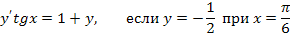 y′tgx = 1 + y, если y = −1/2 при x = π/6